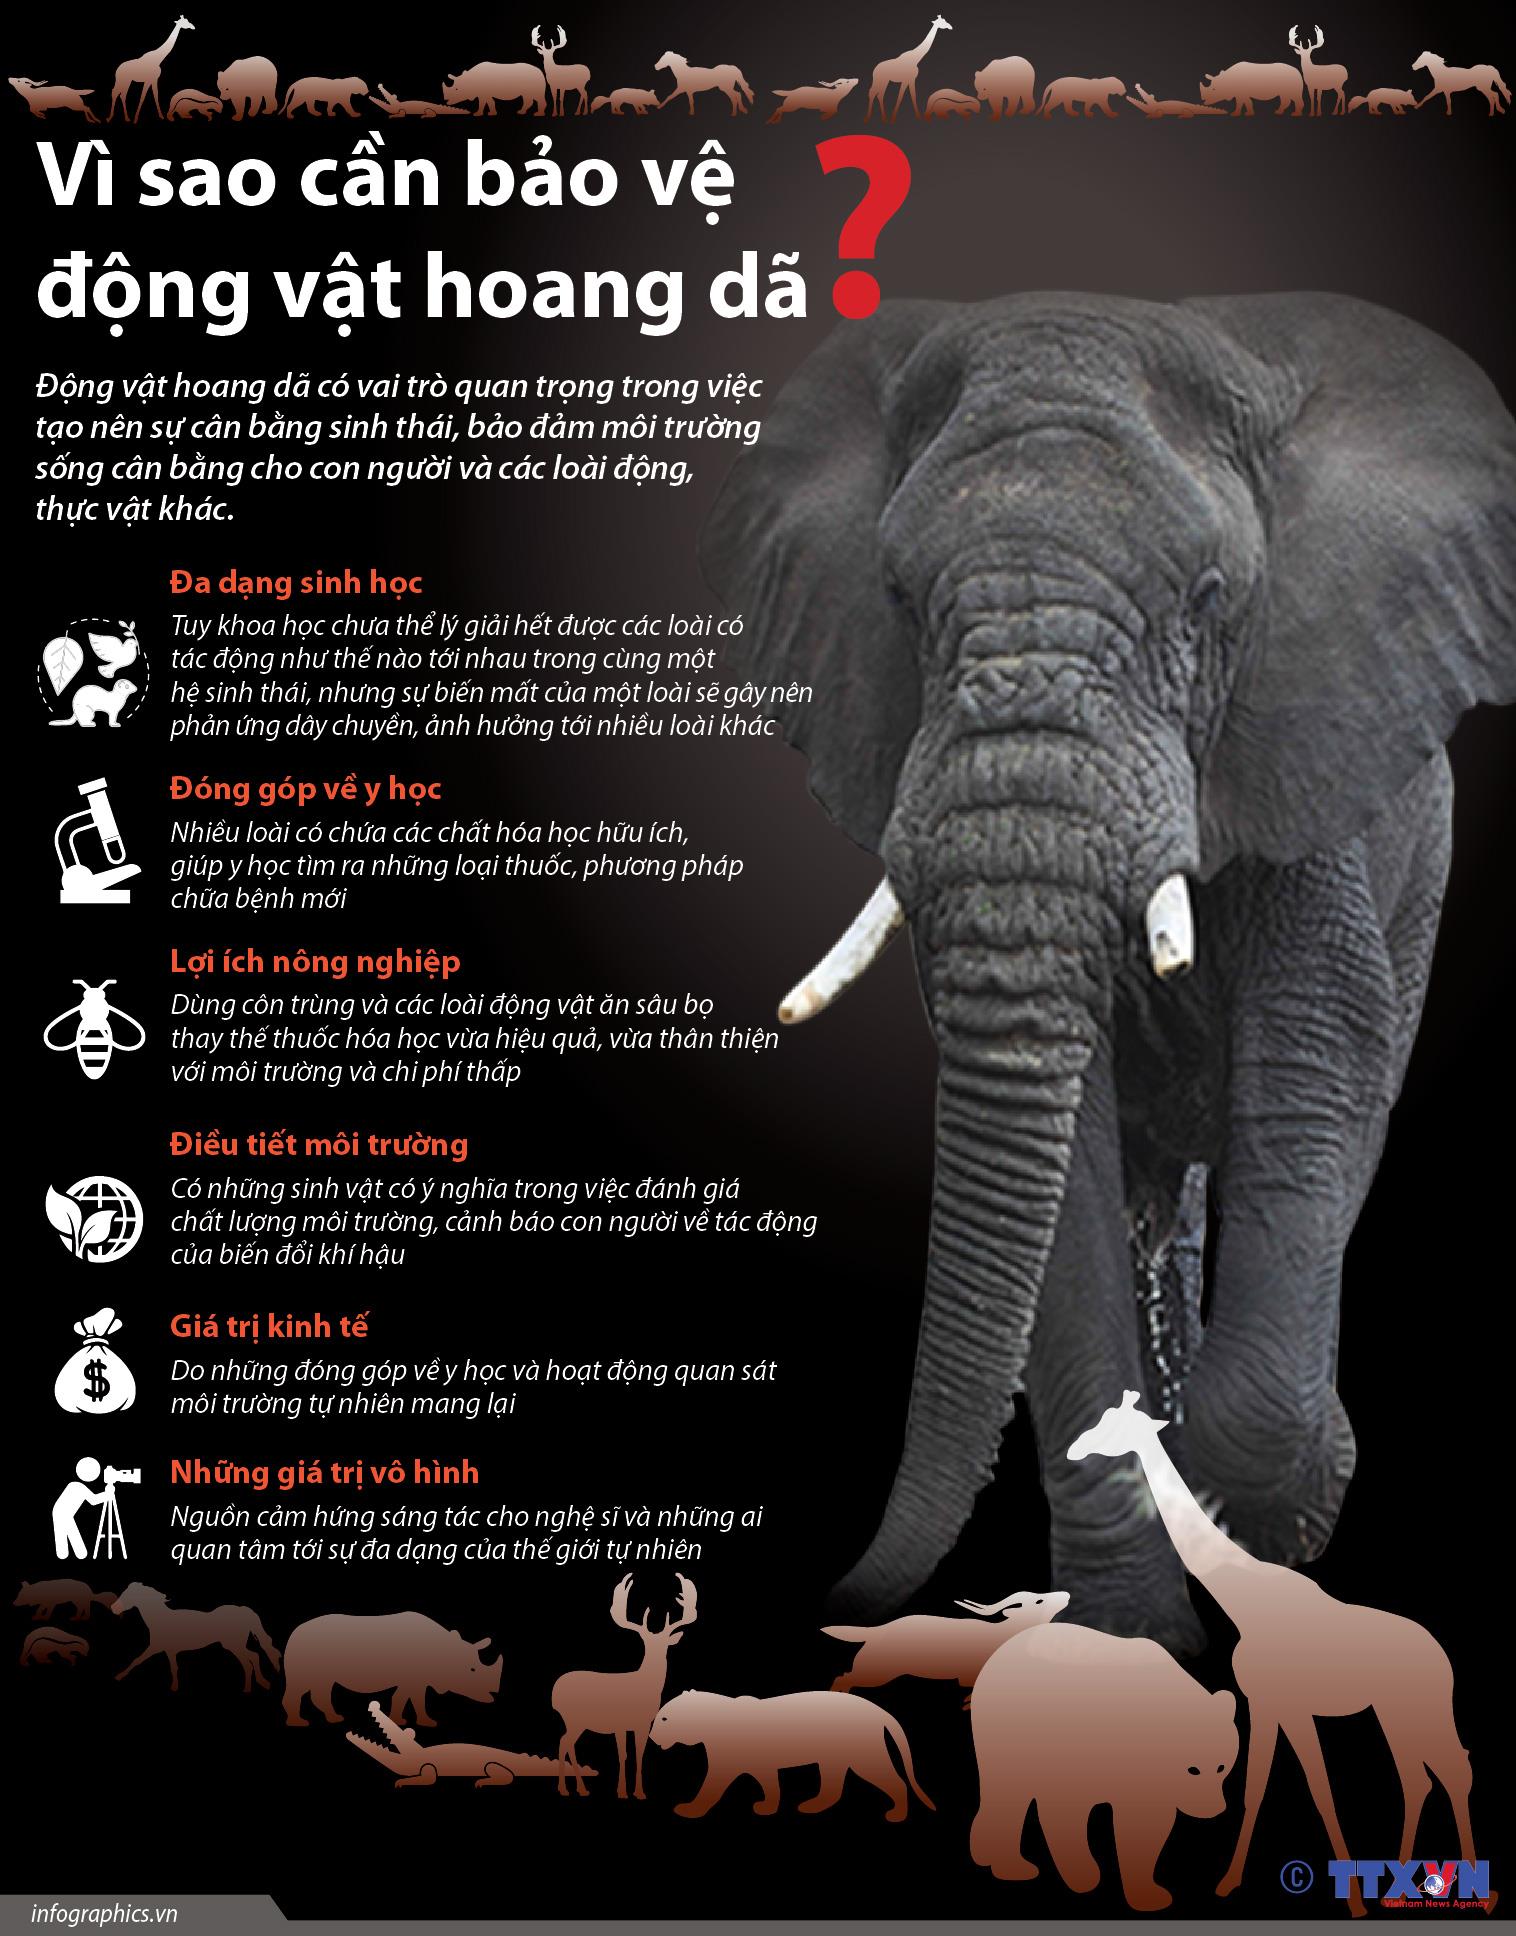 Vì sao cần bảo vệ
động vật hoang dã?
Động vật hoang dã có vai trò quan trọng trong việc
tạo nên sự cân bằng sinh thái, bảo đảm môi trường
sống cân bằng cho con người và các loài động,
thực vật khác.
Đa dạng sinh học
Tuy khoa học chưa thể lý giải hết được các loài có
tác động như thế nào tới nhau trong cùng một
hệ sinh thái, nhưng sự biến mất của một loài sẽ gây nên
phản ứng dây chuyền, ảnh hưởng tới nhiều loài khác
Đóng góp về y học
Nhiều loài có chứa các chất hóa học hữu ích,
giúp y học tìm ra những loại thuốc, phương pháp
chữa bệnh mới
Lợi ích nông nghiệp
Dùng côn trùng và các loài động vật ăn sâu bọ
thay thế thuốc hóa học vừa hiệu quả, vừa thân thiện
với môi trường và chi phí thấp
Điều tiết môi trường
Có những sinh vật có ý nghĩa trong việc đánh giá
chất lượng môi trường, cảnh báo con người về tác động
của biến đổi khí hậu
Giá trị kinh tế
$
Do những đóng góp về y học và hoạt động quan sát
môi trường tự nhiên mang lại
Những giá trị vô hình
Nguồn cảm hứng sáng tác cho nghệ sĩ và những ai
quan tâm tới sự đa dạng của thế giới tự nhiên
© TTXVN
Vietnam News Agency
infographics.vn